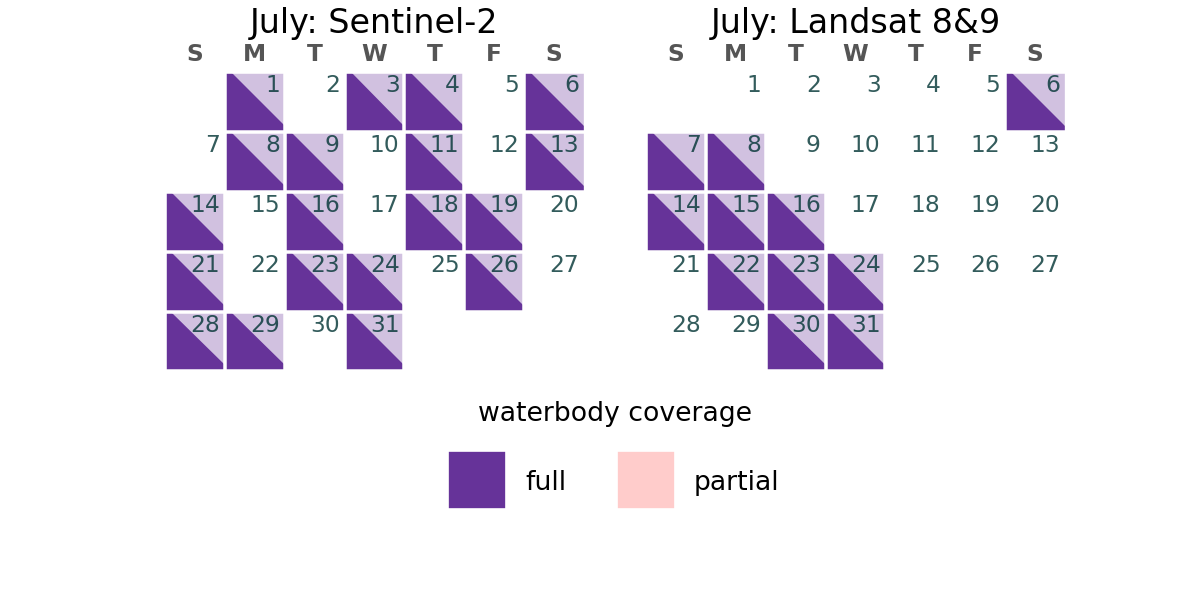 July: Sentinel-2
S M T W T F S
1 2 3 4 5 6
7 8 9 10 11 12 13
14 15 16 17 18 19 20
21 22 23 24 25 26 27
28 29 30 31
July: Landsat 8&9
S M T W T F S
1 2 3 4 5 6
7 8 9 10 11 12 13
14 15 16 17 18 19 20
21 22 23 24 25 26 27
28 29 30 31
waterbody coverage
full partial